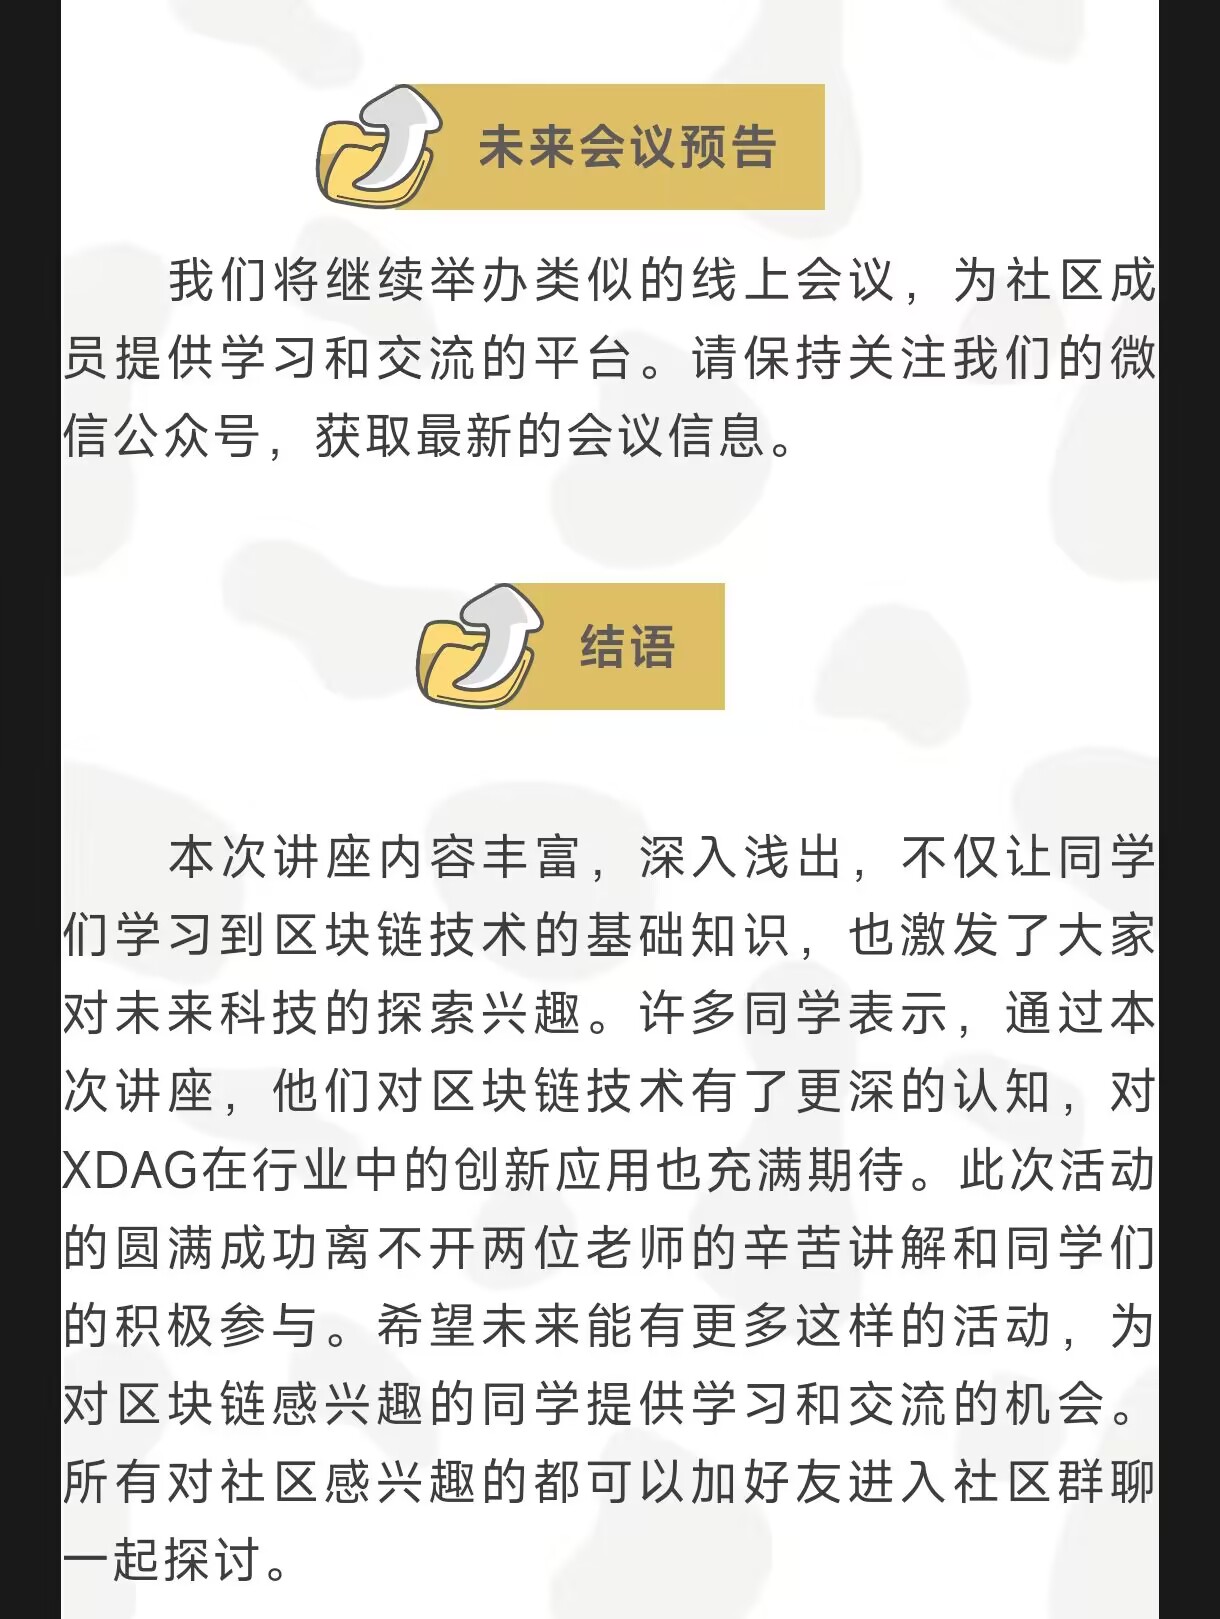 未来会议预告
我们将继续举办类似的线上会议，为社区成
员提供学习和交流的平台。请保持关注我们的微
信公众号，获取最新的会议信息。
结语
本次讲座内容丰富，深入浅出，不仅让同学
们学习到区块链技术的基础知识，也激发了大家
对未来科技的探索兴趣。许多同学表示，通过本
次讲座，他们对区块链技术有了更深的认知，对
XDAG在行业中的创新应用也充满期待。此次活动
的圆满成功离不开两位老师的辛苦讲解和同学们
的积极参与。希望未来能有更多这样的活动，为
对区块链感兴趣的同学提供学习和交流的机会。
所有对社区感兴趣的都可以加好友进入社区群聊
一起探讨。